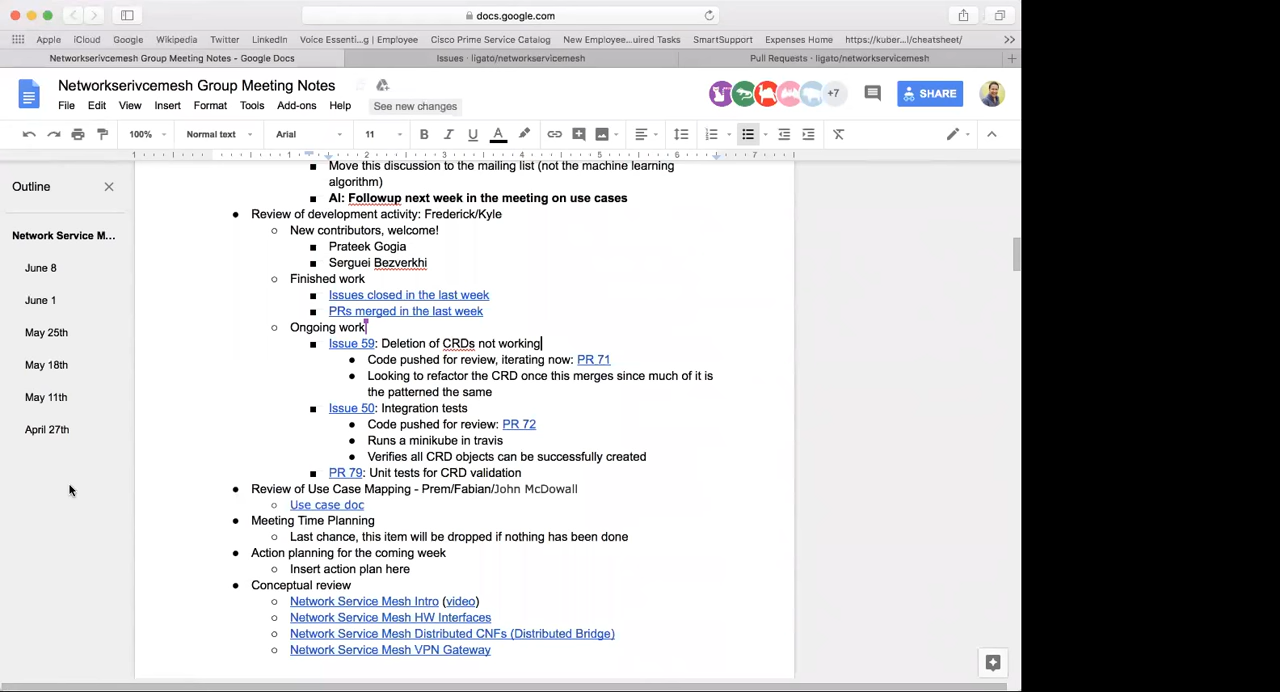 docs.google.com
Apple iCloud Google Wikipedia Twitter LinkedIn Voice Essenti...g | Employee Cisco Prime Service Catalog New Employee...uired Tasks SmartSupport Expenses Home https://kuber...l/cheatsheet/
Networkserivcemesh Group Meeting Notes - Google Docs Issues · ligato/networkservicemesh Pull Requests · ligato/networkservicemesh
Networkserivcemesh Group Meeting Notes
+7 SHARE
File Edit View Insert Format Tools Add-ons Help See new changes
100% Normal text Arial 11 B I U A
1 1 2 3 4 5 6 7
Outline
Network Service M...
June 8
June 1
May 25th
May 18th
May 11th
April 27th
Move this discussion to the mailing list (not the machine learning
algorithm)
AI: Followup next week in the meeting on use cases
Review of development activity: Frederick/Kyle
New contributors, welcome!
Prateek Gogia
Serguei Bezverkhi
Finished work
Issues closed in the last week
PRs merged in the last week
Ongoing work
Issue 59: Deletion of CRDs not working
Code pushed for review, iterating now: PR 71
Looking to refactor the CRD once this merges since much of it is
the patterned the same
Issue 50: Integration tests
Code pushed for review: PR 72
Runs a minikube in travis
Verifies all CRD objects can be successfully created
PR 79: Unit tests for CRD validation
Review of Use Case Mapping - Prem/Fabian/John McDowall
Use case doc
Meeting Time Planning
Last chance, this item will be dropped if nothing has been done
Action planning for the coming week
Insert action plan here
Conceptual review
Network Service Mesh Intro (video)
Network Service Mesh HW Interfaces
Network Service Mesh Distributed CNFs (Distributed Bridge)
Network Service Mesh VPN Gateway